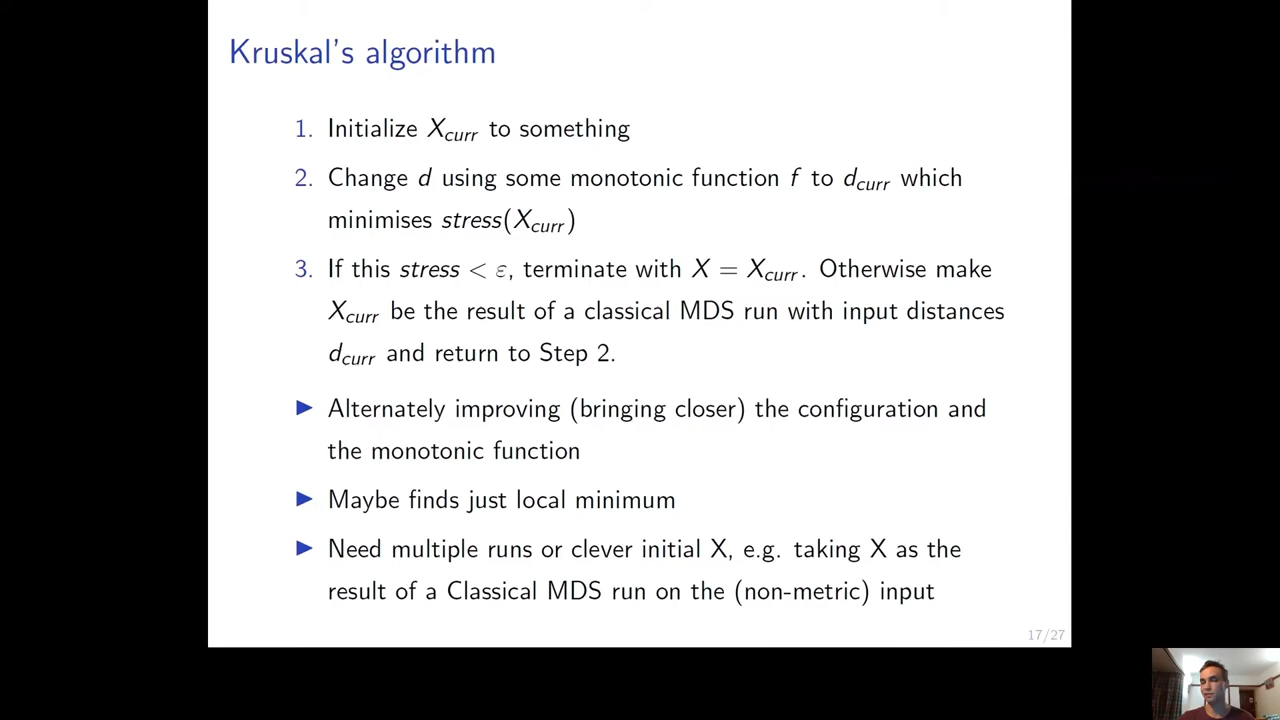 Kruskal's algorithm
1. Initialize X_curr to something
2. Change d using some monotonic function f to d_curr which
minimises stress(X_curr)
3. If this stress < ε, terminate with X = X_curr. Otherwise make
X_curr be the result of a classical MDS run with input distances
d_curr and return to Step 2.
▶ Alternately improving (bringing closer) the configuration and
the monotonic function
▶ Maybe finds just local minimum
▶ Need multiple runs or clever initial X, e.g. taking X as the
result of a Classical MDS run on the (non-metric) input
17/27